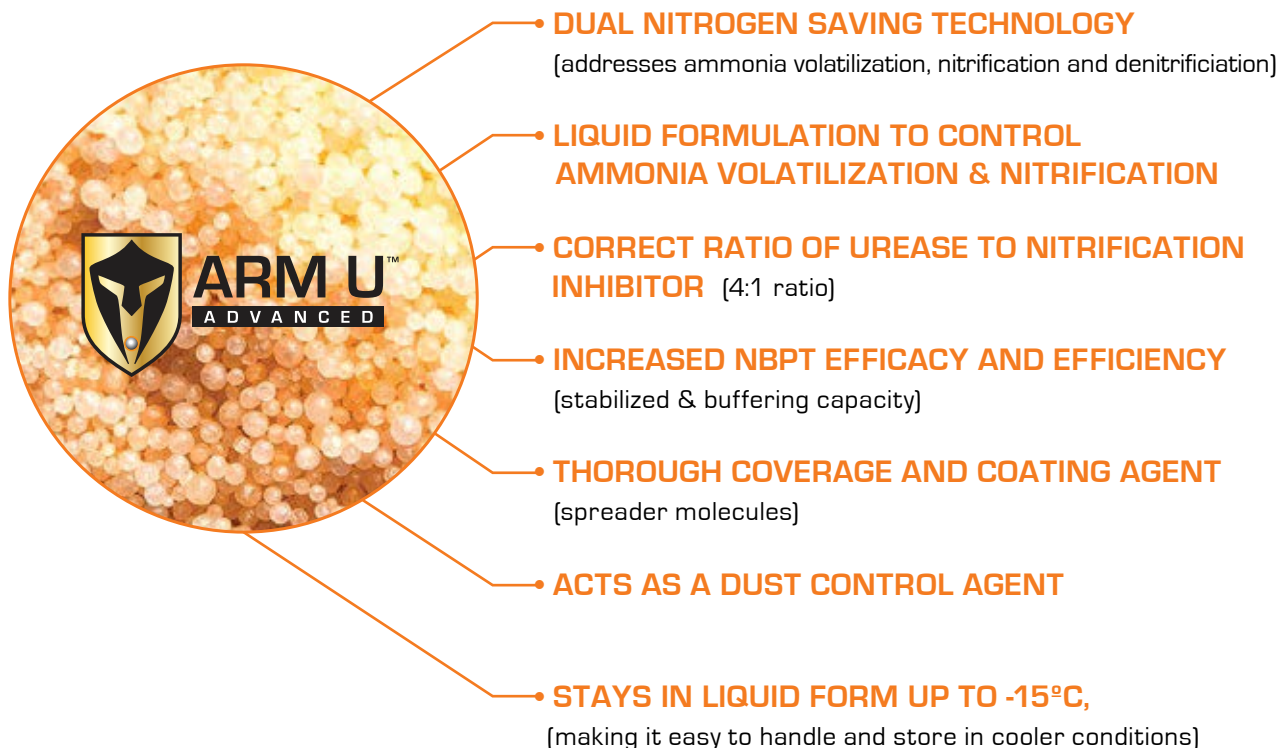 DUAL NITROGEN SAVING TECHNOLOGY
(addresses ammonia volatilization, nitrification and denitrificiation)
LIQUID FORMULATION TO CONTROL
AMMONIA VOLATILIZATION & NITRIFICATION
CORRECT RATIO OF UREASE TO NITRIFICATION
INHIBITOR (4:1 ratio)
ARM U™
ADVANCED
INCREASED NBPT EFFICACY AND EFFICIENCY
(stabilized & buffering capacity)
THOROUGH COVERAGE AND COATING AGENT
(spreader molecules)
ACTS AS A DUST CONTROL AGENT
STAYS IN LIQUID FORM UP TO -15ºC,
(making it easy to handle and store in cooler conditions)